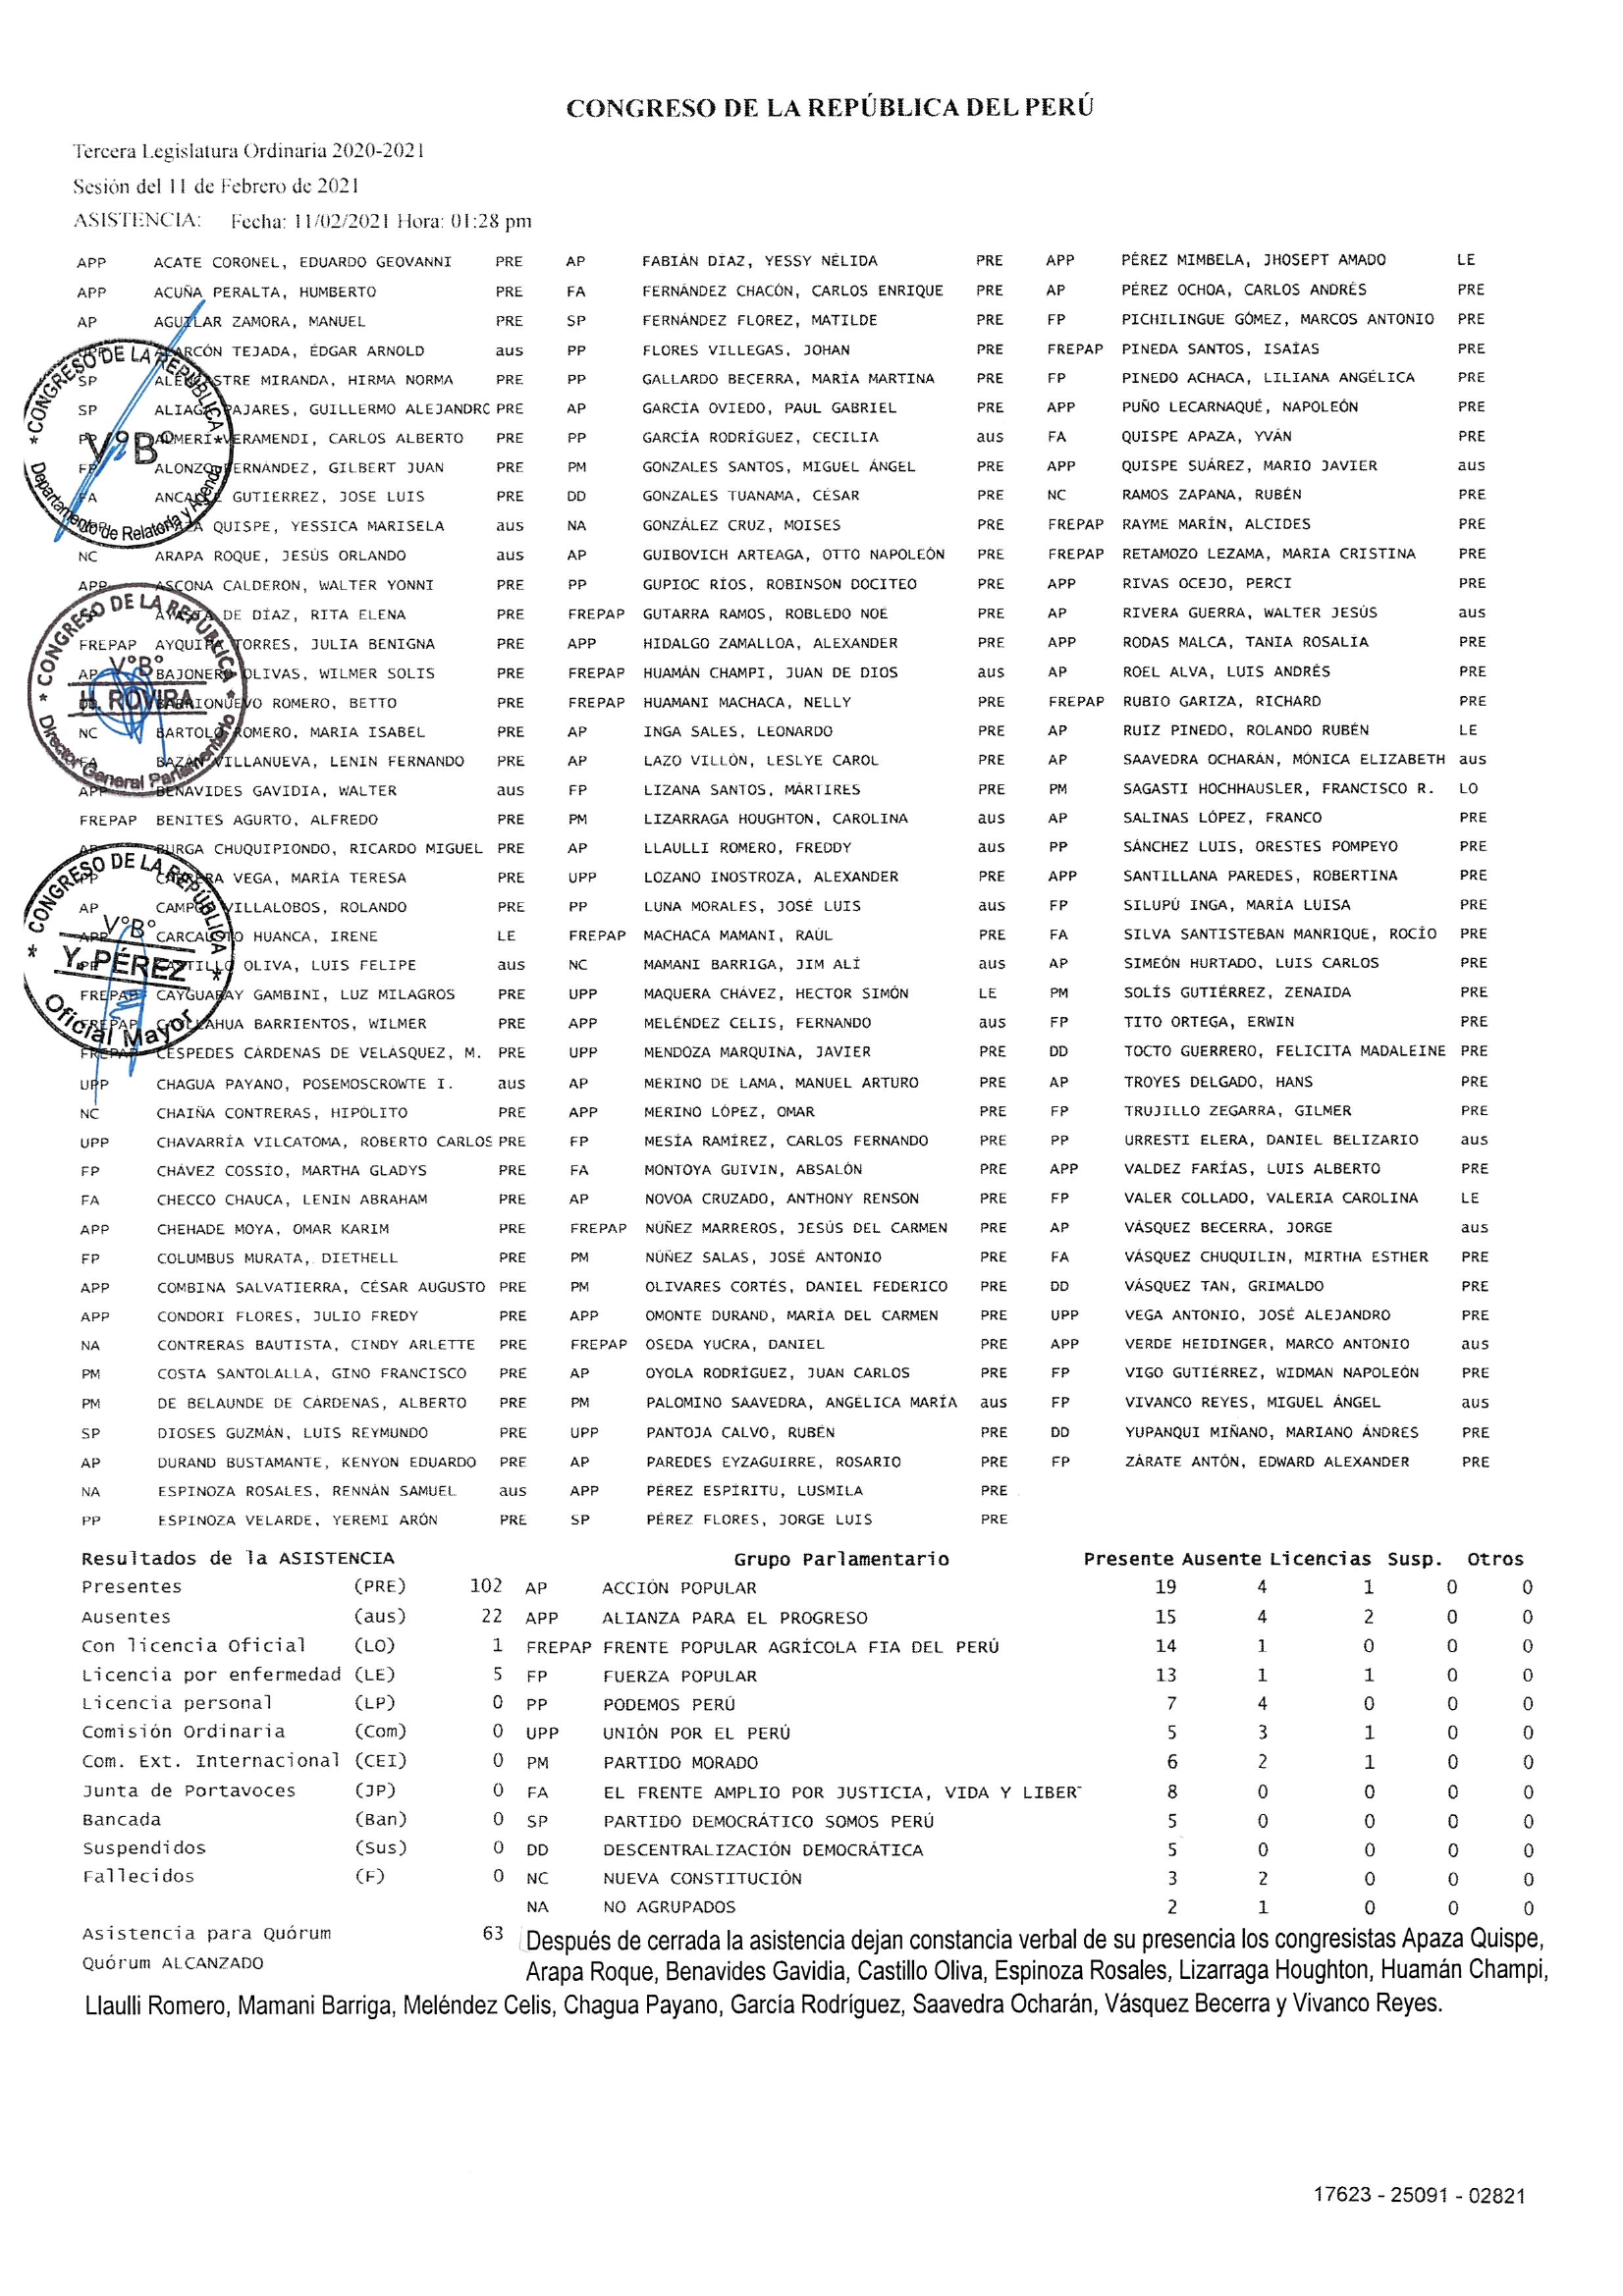 CONGRESO DE LA REPÚBLICA DEL PERÚ
Tercera Legislatura Ordinaria 2020-2021
Sesión del 11 de Febrero de 2021
ASISTENCIA: Fecha: 11/02/2021 Hora: 01:28 pm
APP ACATE CORONEL, EDUARDO GEOVANNI PRE AP FABIÁN DÍAZ, YESSY NÉLIDA PRE APP PÉREZ MIMBELA, JHOSEPT AMADO LE
APP ACUÑA PERALTA, HUMBERTO PRE FA FERNÁNDEZ CHACÓN, CARLOS ENRIQUE PRE AP PÉREZ OCHOA, CARLOS ANDRÉS PRE
AP AGUILAR ZAMORA, MANUEL PRE SP FERNÁNDEZ FLOREZ, MATILDE PRE FP PICHILINGUE GÓMEZ, MARCOS ANTONIO PRE
UPP ALARCÓN TEJADA, ÉDGAR ARNOLD aus PP FLORES VILLEGAS, JOHAN PRE FREPAP PINEDA SANTOS, ISAÍAS PRE
SP ALENCASTRE MIRANDA, HIRMA NORMA PRE PP GALLARDO BECERRA, MARÍA MARTINA PRE FP PINEDO ACHACA, LILIANA ANGÉLICA PRE
SP ALIAGA PAJARES, GUILLERMO ALEJANDRO PRE AP GARCÍA OVIEDO, PAUL GABRIEL PRE APP PUÑO LECARNAQUÉ, NAPOLEÓN PRE
PP ALMERI VERAMENDI, CARLOS ALBERTO PRE PP GARCÍA RODRÍGUEZ, CECILIA aus FA QUISPE APAZA, YVÁN PRE
FP ALONZO FERNÁNDEZ, GILBERT JUAN PRE PM GONZALES SANTOS, MIGUEL ÁNGEL PRE APP QUISPE SUÁREZ, MARIO JAVIER aus
FA ANCALLE GUTIERREZ, JOSE LUIS PRE DD GONZALES TUANAMA, CÉSAR PRE NC RAMOS ZAPANA, RUBÉN PRE
APAZA QUISPE, YESSICA MARISELA aus NA GONZÁLEZ CRUZ, MOISES PRE FREPAP RAYME MARÍN, ALCIDES PRE
NC ARAPA ROQUE, JESÚS ORLANDO aus AP GUIBOVICH ARTEAGA, OTTO NAPOLEÓN PRE FREPAP RETAMOZO LEZAMA, MARIA CRISTINA PRE
APP ASCONA CALDERON, WALTER YONNI PRE PP GUPIOC RÍOS, ROBINSON DOCITEO PRE APP RIVAS OCEJO, PERCI PRE
AYASTA DE DÍAZ, RITA ELENA PRE FREPAP GUTARRA RAMOS, ROBLEDO NOÉ PRE AP RIVERA GUERRA, WALTER JESÚS aus
FREPAP AYQUIPA TORRES, JULIA BENIGNA PRE APP HIDALGO ZAMALLOA, ALEXANDER PRE APP RODAS MALCA, TANIA ROSALIA PRE
AP BAJONERO OLIVAS, WILMER SOLIS PRE FREPAP HUAMÁN CHAMPI, JUAN DE DIOS aus AP ROEL ALVA, LUIS ANDRÉS PRE
DD BARRIONUEVO ROMERO, BETTO PRE FREPAP HUAMANI MACHACA, NELLY PRE FREPAP RUBIO GARIZA, RICHARD PRE
NC BARTOLO ROMERO, MARIA ISABEL PRE AP INGA SALES, LEONARDO PRE AP RUIZ PINEDO, ROLANDO RUBÉN LE
FA BAZÁN VILLANUEVA, LENIN FERNANDO PRE AP LAZO VILLÓN, LESLYE CAROL PRE AP SAAVEDRA OCHARÁN, MÓNICA ELIZABETH aus
APP BENAVIDES GAVIDIA, WALTER aus FP LIZANA SANTOS, MÁRTIRES PRE PM SAGASTI HOCHHAUSLER, FRANCISCO R. LO
FREPAP BENITES AGURTO, ALFREDO PRE PM LIZARRAGA HOUGHTON, CAROLINA aus AP SALINAS LÓPEZ, FRANCO PRE
AP BURGA CHUQUIPIONDO, RICARDO MIGUEL PRE AP LLAULLI ROMERO, FREDDY aus PP SÁNCHEZ LUIS, ORESTES POMPEYO PRE
PP CABRERA VEGA, MARÍA TERESA PRE UPP LOZANO INOSTROZA, ALEXANDER PRE APP SANTILLANA PAREDES, ROBERTINA PRE
AP CAMPOS VILLALOBOS, ROLANDO PRE PP LUNA MORALES, JOSÉ LUIS aus FP SILUPÚ INGA, MARÍA LUISA PRE
APP CARCAUSTO HUANCA, IRENE LE FREPAP MACHACA MAMANI, RAÚL PRE FA SILVA SANTISTEBAN MANRIQUE, ROCÍO PRE
PP CASTILLO OLIVA, LUIS FELIPE aus NC MAMANI BARRIGA, JIM ALÍ aus AP SIMEÓN HURTADO, LUIS CARLOS PRE
FREPAP CAYGUARAY GAMBINI, LUZ MILAGROS PRE UPP MAQUERA CHÁVEZ, HECTOR SIMÓN LE PM SOLÍS GUTIÉRREZ, ZENAIDA PRE
FREPAP CAYLLAHUA BARRIENTOS, WILMER PRE APP MELÉNDEZ CELIS, FERNANDO aus FP TITO ORTEGA, ERWIN PRE
FREPAP CÉSPEDES CÁRDENAS DE VELÁSQUEZ, M. PRE UPP MENDOZA MARQUINA, JAVIER PRE DD TOCTO GUERRERO, FELICITA MADALEINE PRE
UPP CHAGUA PAYANO, POSEMOSCROWTE I. aus AP MERINO DE LAMA, MANUEL ARTURO PRE AP TROYES DELGADO, HANS PRE
NC CHAIÑA CONTRERAS, HIPÓLITO PRE APP MERINO LÓPEZ, OMAR PRE FP TRUJILLO ZEGARRA, GILMER PRE
UPP CHAVARRÍA VILCATOMA, ROBERTO CARLOS PRE FP MESÍA RAMÍREZ, CARLOS FERNANDO PRE PP URRESTI ELERA, DANIEL BELIZARIO aus
FP CHÁVEZ COSSÍO, MARTHA GLADYS PRE FA MONTOYA GUIVIN, ABSALÓN PRE APP VALDEZ FARÍAS, LUIS ALBERTO PRE
FA CHECCO CHAUCA, LENIN ABRAHAM PRE AP NOVOA CRUZADO, ANTHONY RENSON PRE FP VALER COLLADO, VALERIA CAROLINA LE
APP CHEHADE MOYA, OMAR KARIM PRE FREPAP NÚÑEZ MARREROS, JESÚS DEL CARMEN PRE AP VÁSQUEZ BECERRA, JORGE aus
FP COLUMBUS MURATA, DIETHELL PRE PM NÚÑEZ SALAS, JOSÉ ANTONIO PRE FA VÁSQUEZ CHUQUILIN, MIRTHA ESTHER PRE
APP COMBINA SALVATIERRA, CÉSAR AUGUSTO PRE PM OLIVARES CORTÉS, DANIEL FEDERICO PRE DD VÁSQUEZ TAN, GRIMALDO PRE
APP CONDORI FLORES, JULIO FREDY PRE APP OMONTE DURAND, MARÍA DEL CARMEN PRE UPP VEGA ANTONIO, JOSÉ ALEJANDRO PRE
NA CONTRERAS BAUTISTA, CINDY ARLETTE PRE FREPAP OSEDA YUCRA, DANIEL PRE APP VERDE HEIDINGER, MARCO ANTONIO aus
PM COSTA SANTOLALLA, GINO FRANCISCO PRE AP OYOLA RODRÍGUEZ, JUAN CARLOS PRE FP VIGO GUTIÉRREZ, WIDMAN NAPOLEÓN PRE
PM DE BELAUNDE DE CÁRDENAS, ALBERTO PRE PM PALOMINO SAAVEDRA, ANGÉLICA MARÍA aus FP VIVANCO REYES, MIGUEL ÁNGEL aus
SP DIOSES GUZMÁN, LUIS REYMUNDO PRE UPP PANTOJA CALVO, RUBÉN PRE DD YUPANQUI MIÑANO, MARIANO ÁNDRES PRE
AP DURAND BUSTAMANTE, KENYON EDUARDO PRE AP PAREDES EYZAGUIRRE, ROSARIO PRE FP ZÁRATE ANTÓN, EDWARD ALEXANDER PRE
NA ESPINOZA ROSALES, RENNÁN SAMUEL aus APP PÉREZ ESPÍRITU, LUSMILA PRE
PP ESPINOZA VELARDE, YEREMI ARÓN PRE SP PÉREZ FLORES, JORGE LUIS PRE
* CONGRESO DE LA REPÚBLICA * V°B° Departamento de Relatoría y Agenda
* CONGRESO DE LA REPÚBLICA * V°B° H. ROVIRA Director General Parlamentario
* CONGRESO DE LA REPÚBLICA * V°B° Y. PÉREZ Oficial Mayor
Resultados de la ASISTENCIA Grupo Parlamentario Presente Ausente Licencias Susp. Otros
Presentes (PRE) 102 AP ACCIÓN POPULAR 19 4 1 0 0
Ausentes (aus) 22 APP ALIANZA PARA EL PROGRESO 15 4 2 0 0
Con licencia Oficial (LO) 1 FREPAP FRENTE POPULAR AGRÍCOLA FIA DEL PERÚ 14 1 0 0 0
Licencia por enfermedad (LE) 5 FP FUERZA POPULAR 13 1 1 0 0
Licencia personal (LP) 0 PP PODEMOS PERÚ 7 4 0 0 0
Comisión Ordinaria (Com) 0 UPP UNIÓN POR EL PERÚ 5 3 1 0 0
Com. Ext. Internacional (CEI) 0 PM PARTIDO MORADO 6 2 1 0 0
Junta de Portavoces (JP) 0 FA EL FRENTE AMPLIO POR JUSTICIA, VIDA Y LIBERT 8 0 0 0 0
Bancada (Ban) 0 SP PARTIDO DEMOCRÁTICO SOMOS PERÚ 5 0 0 0 0
Suspendidos (Sus) 0 DD DESCENTRALIZACIÓN DEMOCRÁTICA 5 0 0 0 0
Fallecidos (F) 0 NC NUEVA CONSTITUCIÓN 3 2 0 0 0
NA NO AGRUPADOS 2 1 0 0 0
Asistencia para Quórum 63
Quórum ALCANZADO
Después de cerrada la asistencia dejan constancia verbal de su presencia los congresistas Apaza Quispe,
Arapa Roque, Benavides Gavidia, Castillo Oliva, Espinoza Rosales, Lizarraga Houghton, Huamán Champi,
Llaulli Romero, Mamani Barriga, Meléndez Celis, Chagua Payano, García Rodríguez, Saavedra Ocharán, Vásquez Becerra y Vivanco Reyes.
17623 - 25091 - 02821